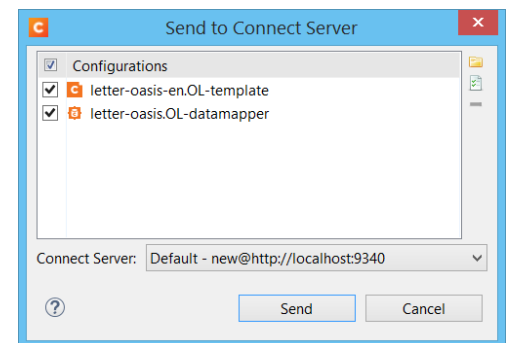 Send to Connect Server
Configurations
letter-oasis-en.OL-template
letter-oasis.OL-datamapper
Connect Server: Default - new@http://localhost:9340
Send Cancel